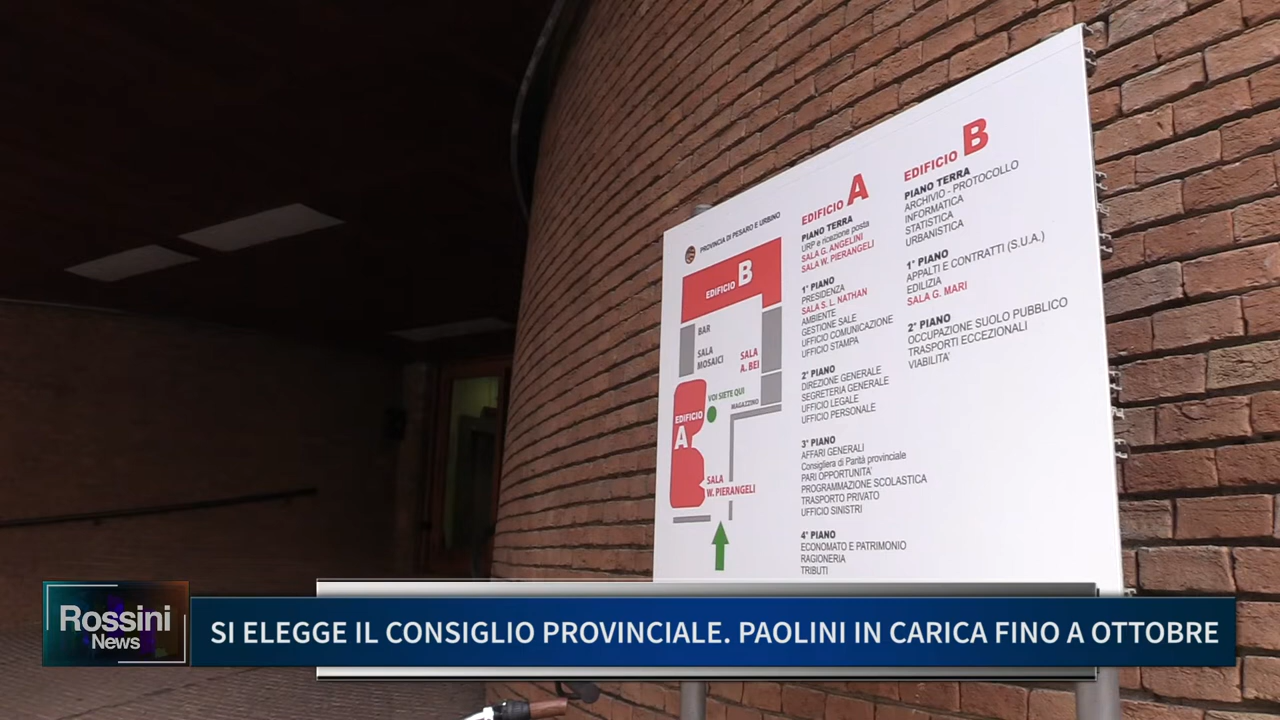 PROVINCIA DI PESARO E URBINO
EDIFICIO B
BAR
SALA
MOSAICI
SALA
A. BEI
VOI SIETE QUI
MAGAZZINO
EDIFICIO
A
SALA
W. PIERANGELI
EDIFICIO A
PIANO TERRA
URP e ricezione posta
SALA G. ANGELINI
SALA W. PIERANGELI
1° PIANO
PRESIDENZA
SALA S. L. NATHAN
AMBIENTE
GESTIONE SALE
UFFICIO COMUNICAZIONE
UFFICIO STAMPA
2° PIANO
DIREZIONE GENERALE
SEGRETERIA GENERALE
UFFICIO LEGALE
UFFICIO PERSONALE
3° PIANO
AFFARI GENERALI
Consigliera di Parità provinciale
PARI OPPORTUNITA'
PROGRAMMAZIONE SCOLASTICA
TRASPORTO PRIVATO
UFFICIO SINISTRI
4° PIANO
ECONOMATO E PATRIMONIO
RAGIONERIA
TRIBUTI
EDIFICIO B
PIANO TERRA
ARCHIVIO - PROTOCOLLO
INFORMATICA
STATISTICA
URBANISTICA
1° PIANO
APPALTI E CONTRATTI (S.U.A.)
EDILIZIA
SALA G. MARI
2° PIANO
OCCUPAZIONE SUOLO PUBBLICO
TRASPORTI ECCEZIONALI
VIABILITA'
Rossini
News
SI ELEGGE IL CONSIGLIO PROVINCIALE. PAOLINI IN CARICA FINO A OTTOBRE